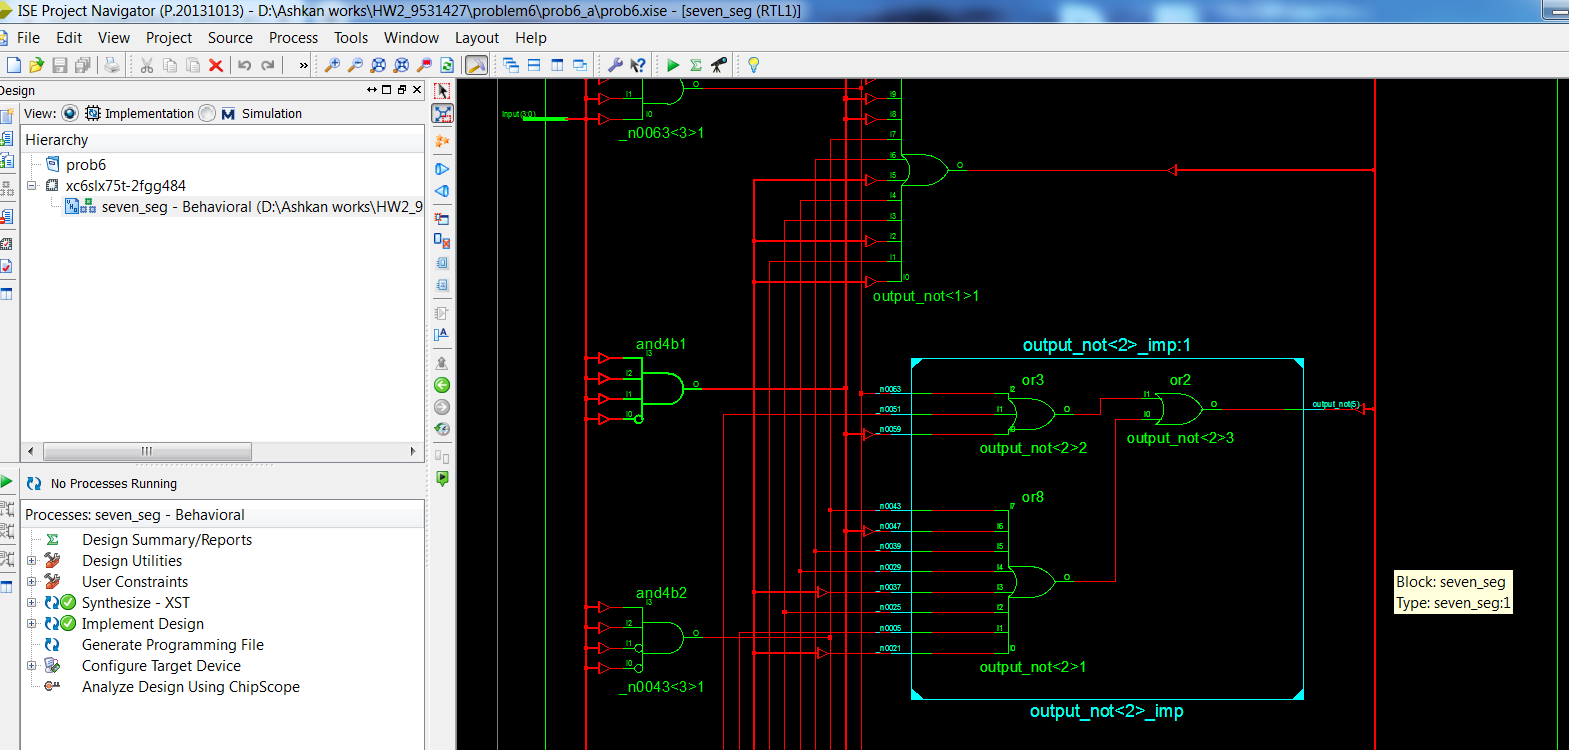 ISE Project Navigator (P.20131013) - D:\Ashkan works\HW2_9531427\problem6\prob6_a\prob6.xise - [seven_seg (RTL1)]
File Edit View Project Source Process Tools Window Layout Help
»
Design
View: Implementation Simulation
Hierarchy
prob6
xc6slx75t-2fgg484
seven_seg - Behavioral (D:\Ashkan works\HW2_9
No Processes Running
Processes: seven_seg - Behavioral
Design Summary/Reports
Design Utilities
User Constraints
Synthesize - XST
Implement Design
Generate Programming File
Configure Target Device
Analyze Design Using ChipScope
Input(3:0)
I1
I0
O
_n0063<3>1
I9
I8
I7
I6
I5
I4
I3
I2
I1
I0
O
output_not<1>1
and4b1
I3
I2
I1
I0
O
and4b2
I3
I2
I1
I0
O
_n0043<3>1
output_not<2>_imp:1
or3
or2
_n0063
_n0051
_n0059
I2
I1
O
output_not<2>2
I1
I0
O
output_not<2>3
output_not(5)
or8
_n0043
_n0047
_n0039
_n0029
_n0037
_n0025
_n0005
_n0021
I7
I6
I5
I4
I3
I2
I1
I0
O
output_not<2>1
output_not<2>_imp
Block: seven_seg
Type: seven_seg:1